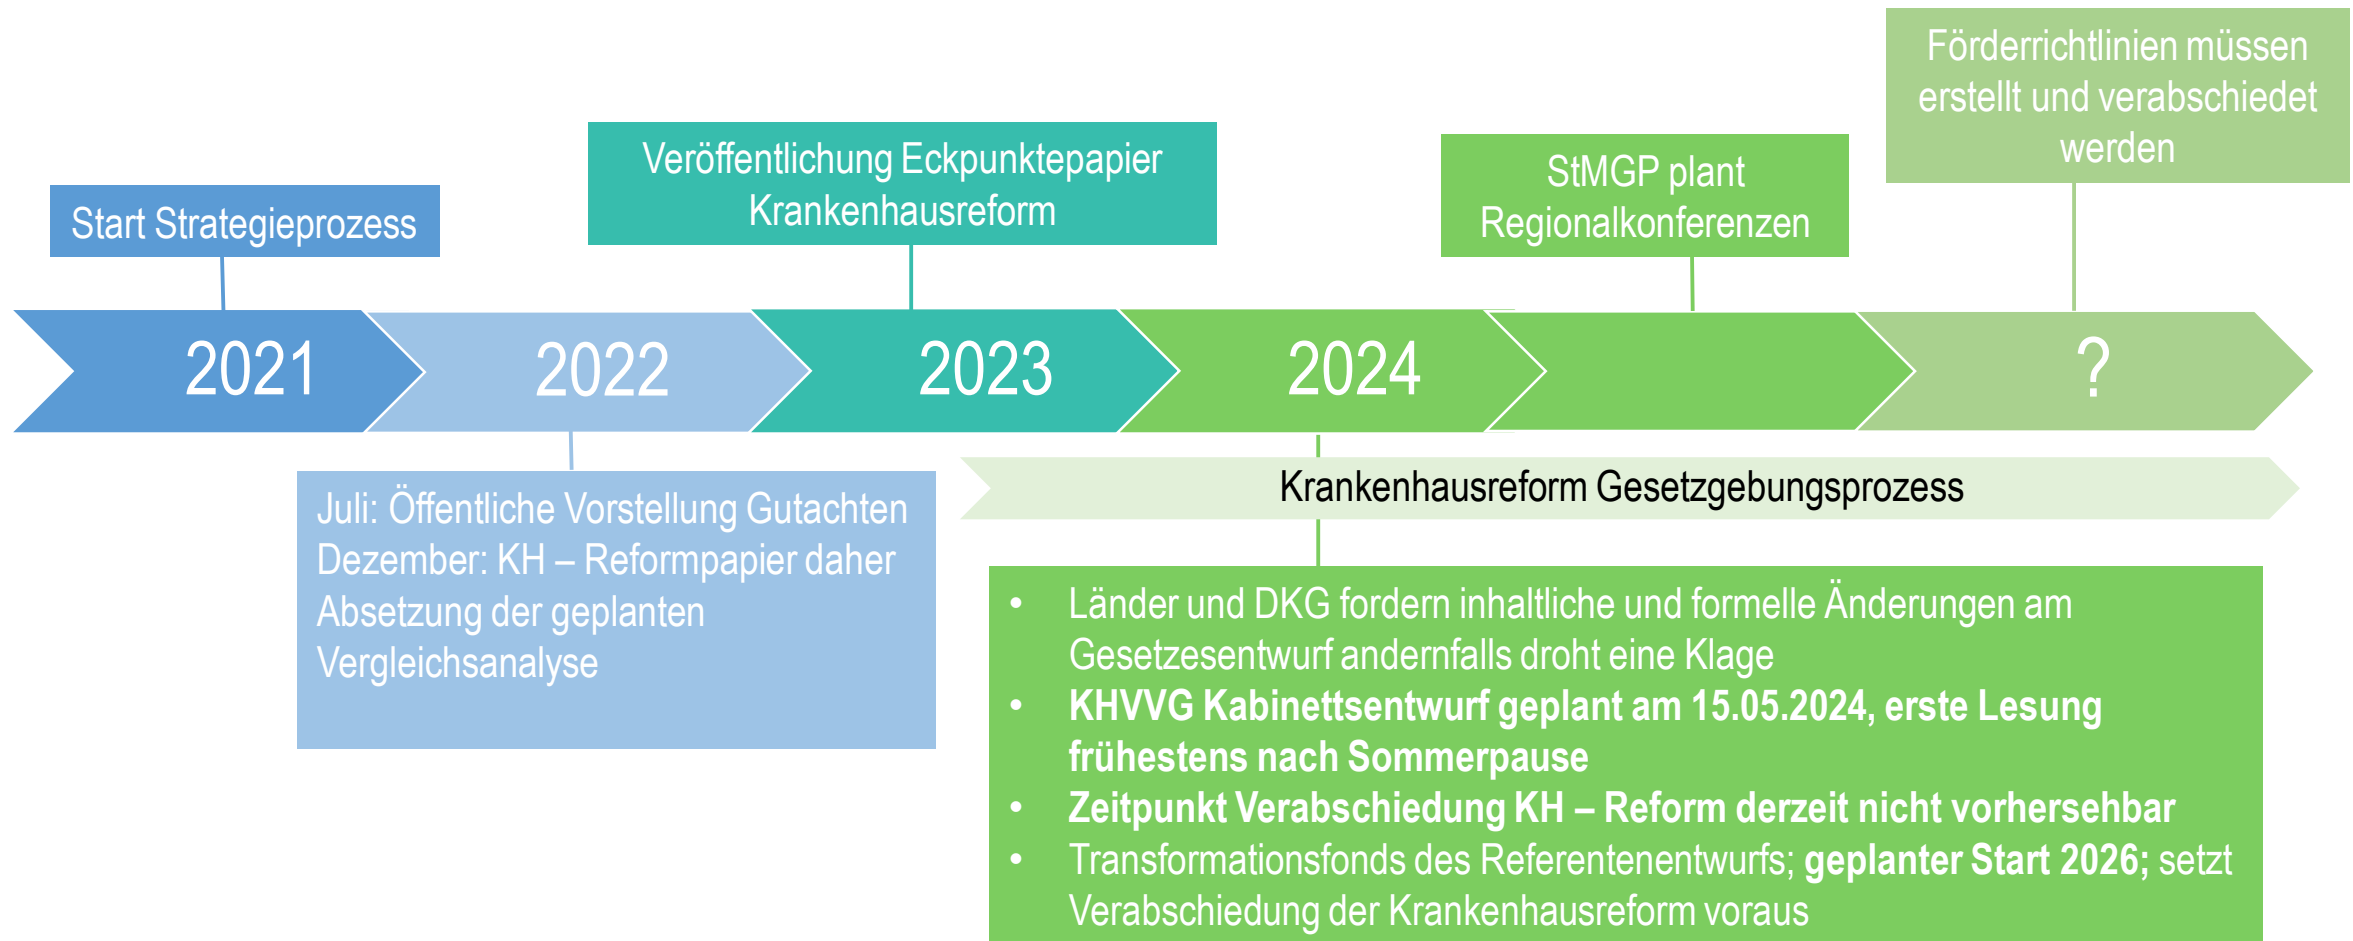 Förderrichtlinien müssen
erstellt und verabschiedet
werden
Veröffentlichung Eckpunktepapier
Krankenhausreform
StMGP plant
Regionalkonferenzen
Start Strategieprozess
2021
2022
2023
2024
?
Krankenhausreform Gesetzgebungsprozess
Juli: Öffentliche Vorstellung Gutachten
Dezember: KH – Reformpapier daher
Absetzung der geplanten
Vergleichsanalyse
• Länder und DKG fordern inhaltliche und formelle Änderungen am
Gesetzesentwurf andernfalls droht eine Klage
• KHVVG Kabinettsentwurf geplant am 15.05.2024, erste Lesung
frühestens nach Sommerpause
• Zeitpunkt Verabschiedung KH – Reform derzeit nicht vorhersehbar
• Transformationsfonds des Referentenentwurfs; geplanter Start 2026; setzt
Verabschiedung der Krankenhausreform voraus